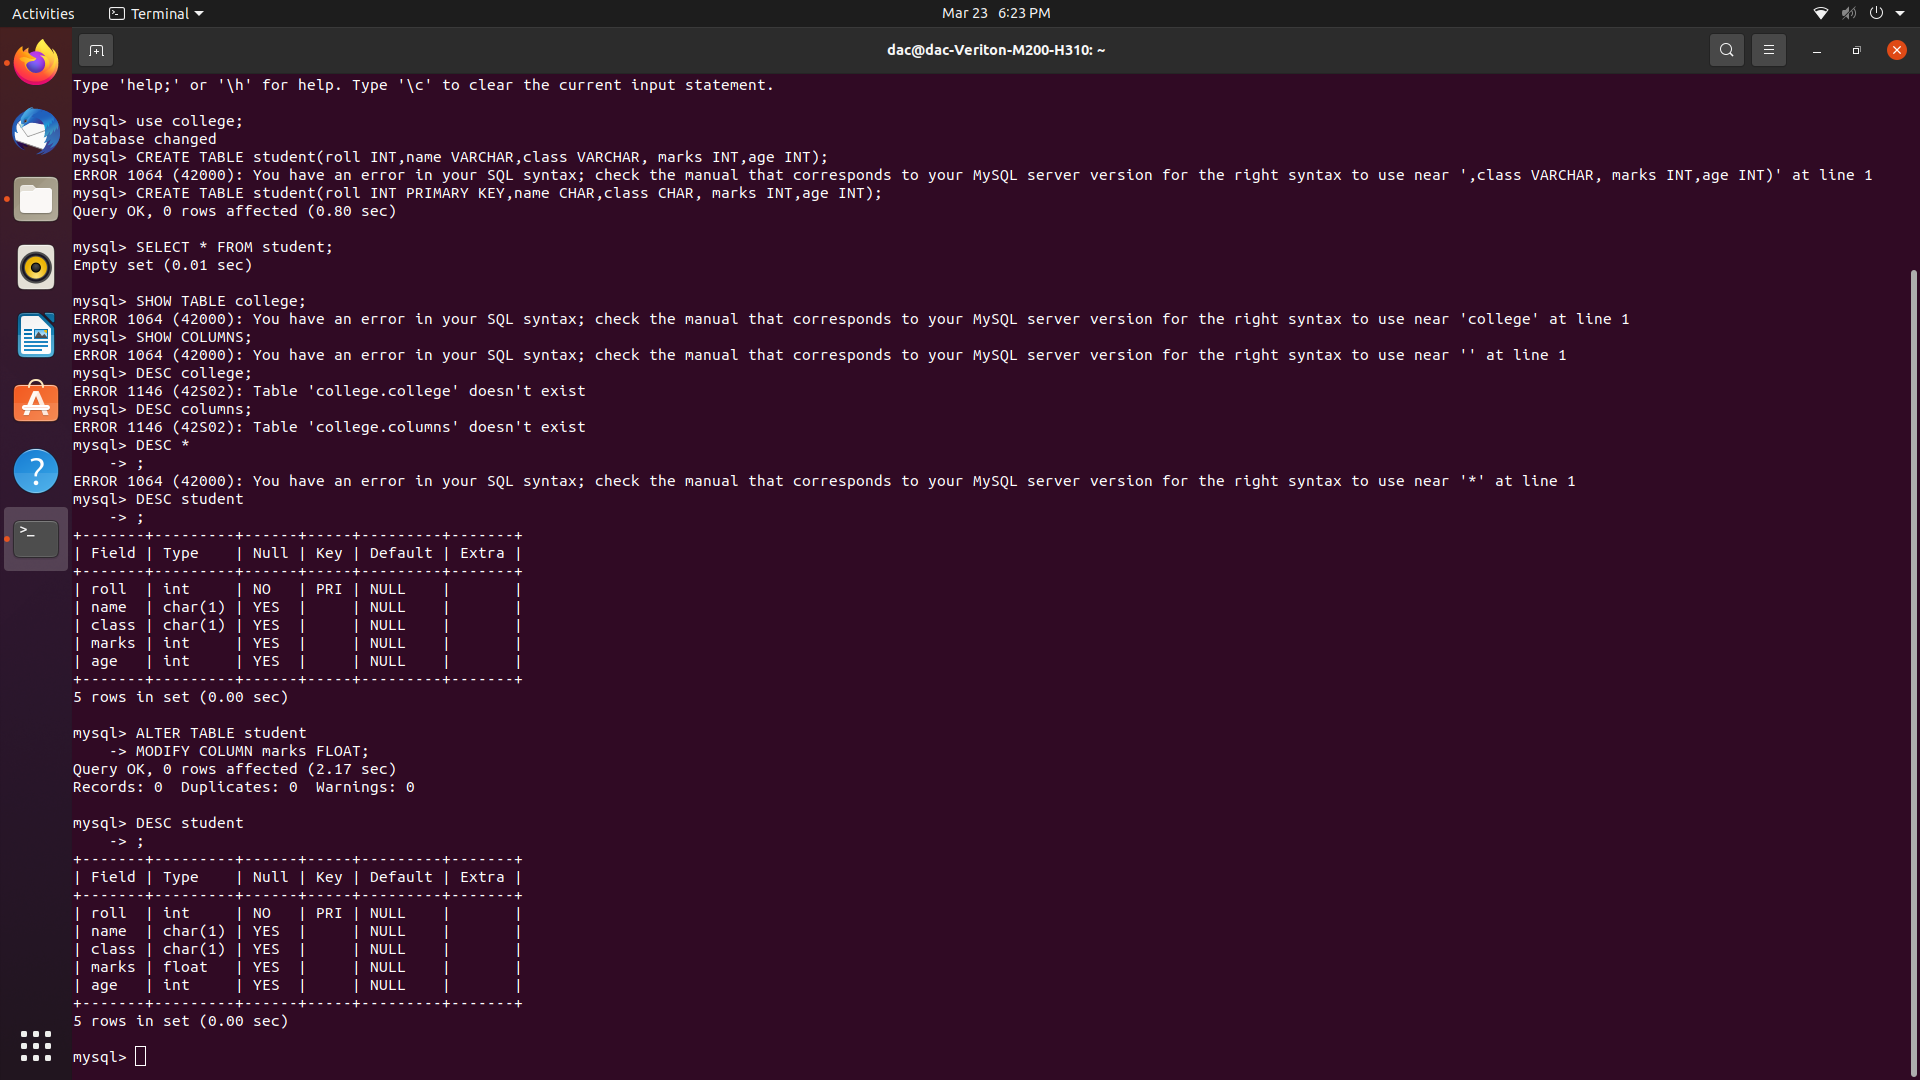 Activities
Terminal
Mar 23 6:23 PM
dac@dac-Veriton-M200-H310: ~
Type 'help;' or '\h' for help. Type '\c' to clear the current input statement.
mysql> use college;
Database changed
mysql> CREATE TABLE student(roll INT,name VARCHAR,class VARCHAR, marks INT,age INT);
ERROR 1064 (42000): You have an error in your SQL syntax; check the manual that corresponds to your MySQL server version for the right syntax to use near ',class VARCHAR, marks INT,age INT)' at line 1
mysql> CREATE TABLE student(roll INT PRIMARY KEY,name CHAR,class CHAR, marks INT,age INT);
Query OK, 0 rows affected (0.80 sec)
mysql> SELECT * FROM student;
Empty set (0.01 sec)
mysql> SHOW TABLE college;
ERROR 1064 (42000): You have an error in your SQL syntax; check the manual that corresponds to your MySQL server version for the right syntax to use near 'college' at line 1
mysql> SHOW COLUMNS;
ERROR 1064 (42000): You have an error in your SQL syntax; check the manual that corresponds to your MySQL server version for the right syntax to use near '' at line 1
mysql> DESC college;
ERROR 1146 (42S02): Table 'college.college' doesn't exist
mysql> DESC columns;
ERROR 1146 (42S02): Table 'college.columns' doesn't exist
mysql> DESC *
    -> ;
ERROR 1064 (42000): You have an error in your SQL syntax; check the manual that corresponds to your MySQL server version for the right syntax to use near '*' at line 1
mysql> DESC student
    -> ;
+-------+---------+------+-----+---------+-------+
| Field | Type    | Null | Key | Default | Extra |
+-------+---------+------+-----+---------+-------+
| roll  | int     | NO   | PRI | NULL    |       |
| name  | char(1) | YES  |     | NULL    |       |
| class | char(1) | YES  |     | NULL    |       |
| marks | int     | YES  |     | NULL    |       |
| age   | int     | YES  |     | NULL    |       |
+-------+---------+------+-----+---------+-------+
5 rows in set (0.00 sec)
mysql> ALTER TABLE student
    -> MODIFY COLUMN marks FLOAT;
Query OK, 0 rows affected (2.17 sec)
Records: 0  Duplicates: 0  Warnings: 0
mysql> DESC student
    -> ;
+-------+---------+------+-----+---------+-------+
| Field | Type    | Null | Key | Default | Extra |
+-------+---------+------+-----+---------+-------+
| roll  | int     | NO   | PRI | NULL    |       |
| name  | char(1) | YES  |     | NULL    |       |
| class | char(1) | YES  |     | NULL    |       |
| marks | float   | YES  |     | NULL    |       |
| age   | int     | YES  |     | NULL    |       |
+-------+---------+------+-----+---------+-------+
5 rows in set (0.00 sec)
mysql>